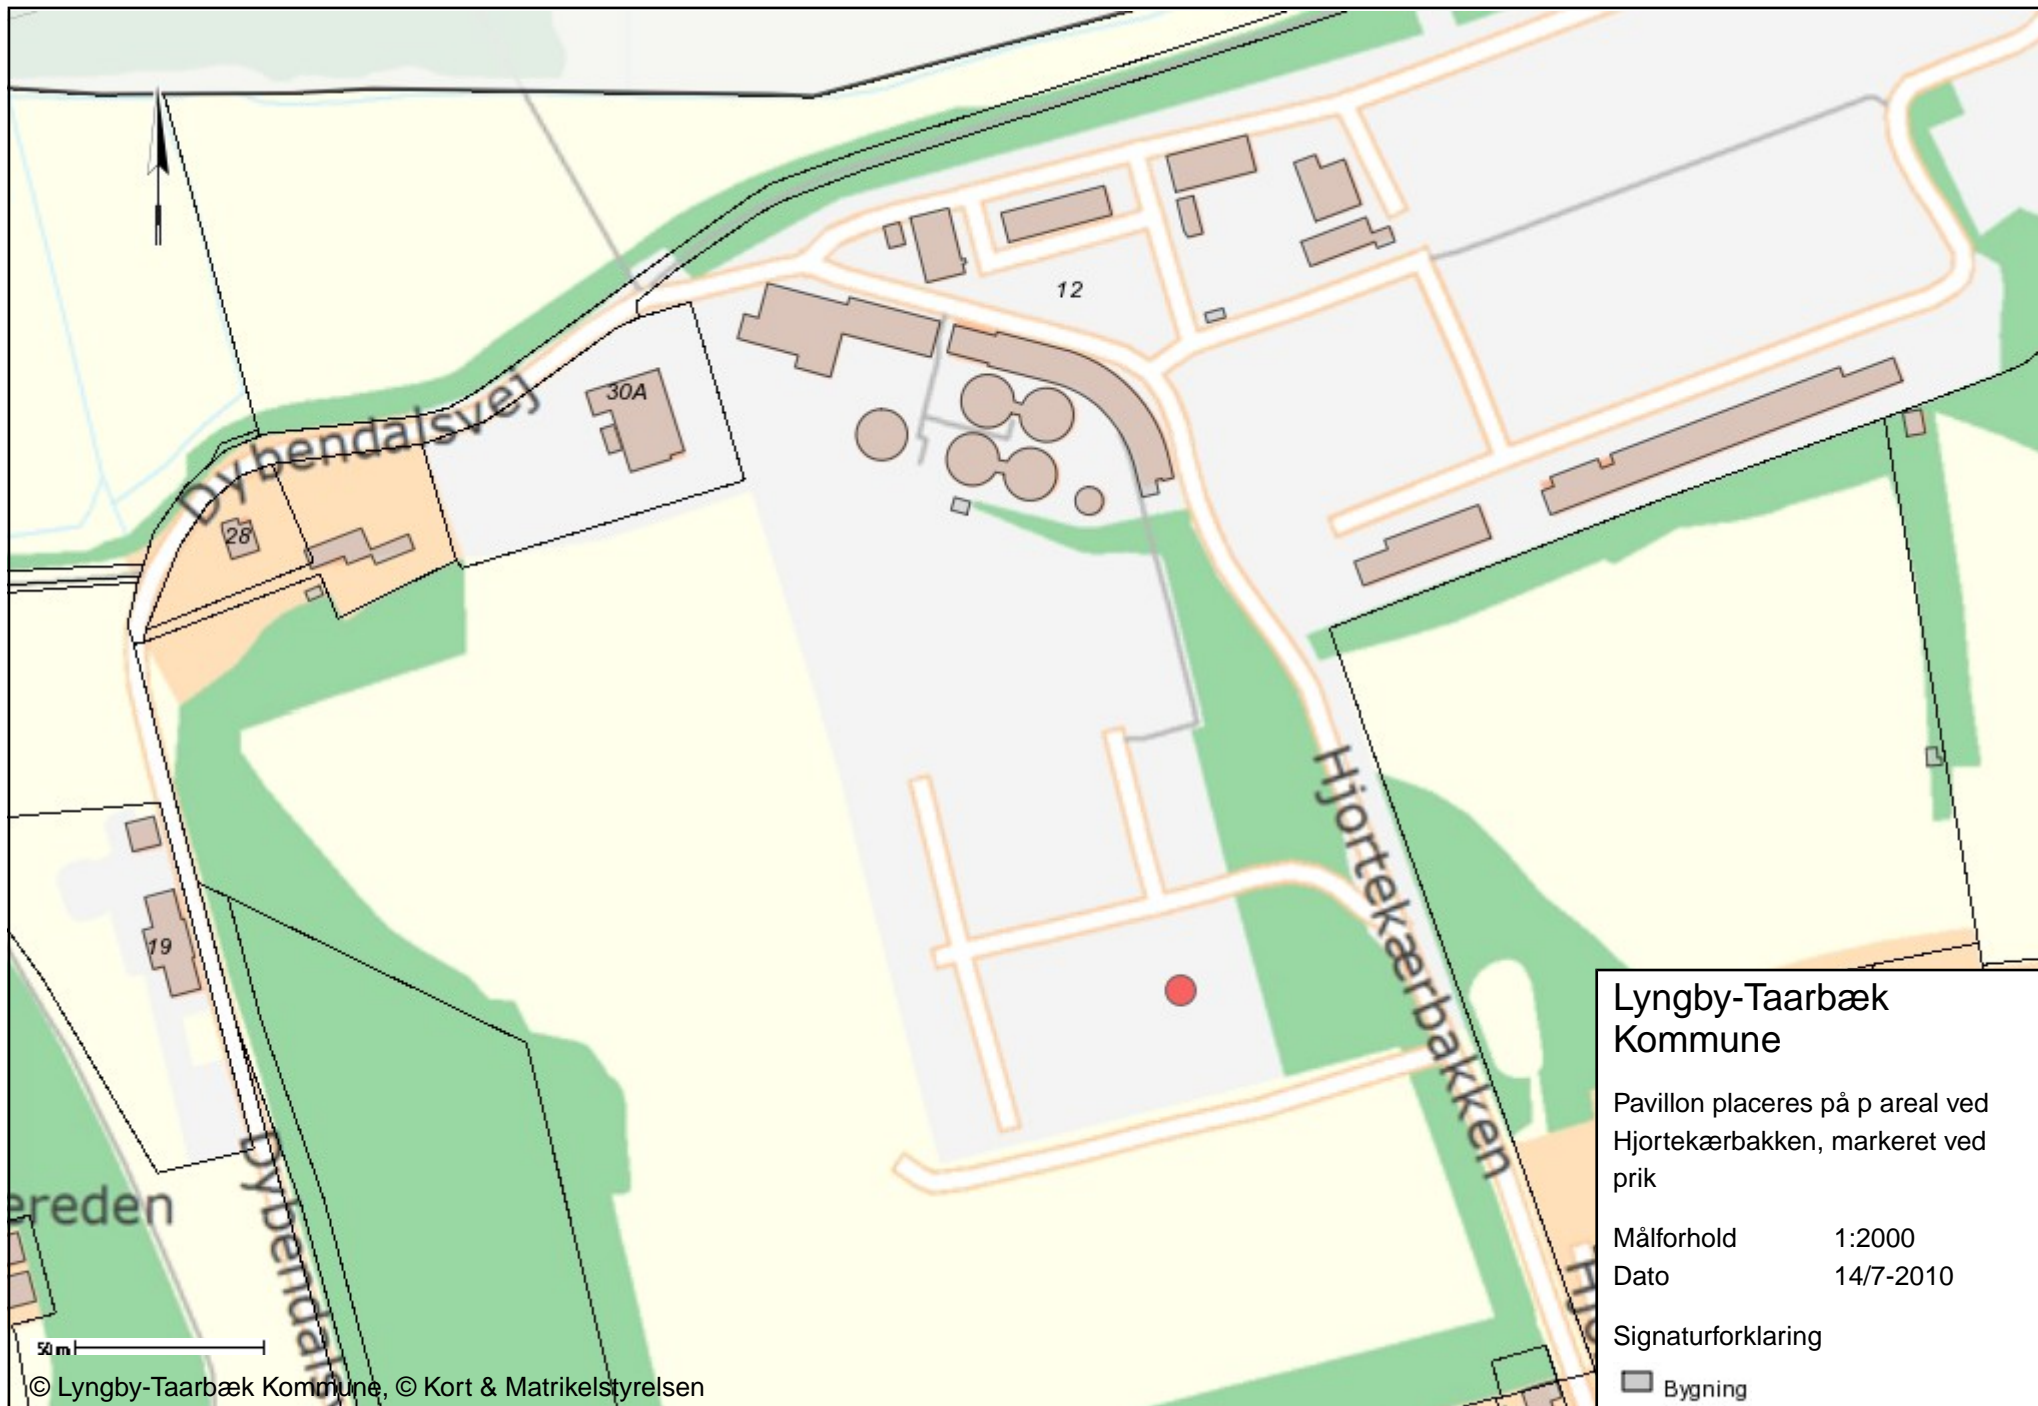 12
30A
Dybendalsvej
28
Hjortekærbakken
19
ereden
50 m
© Lyngby-Taarbæk Kommune, © Kort & Matrikelstyrelsen
Lyngby-Taarbæk
Kommune
Pavillon placeres på p areal ved
Hjortekærbakken, markeret ved
prik
Målforhold 1:2000
Dato 14/7-2010
Signaturforklaring
Bygning